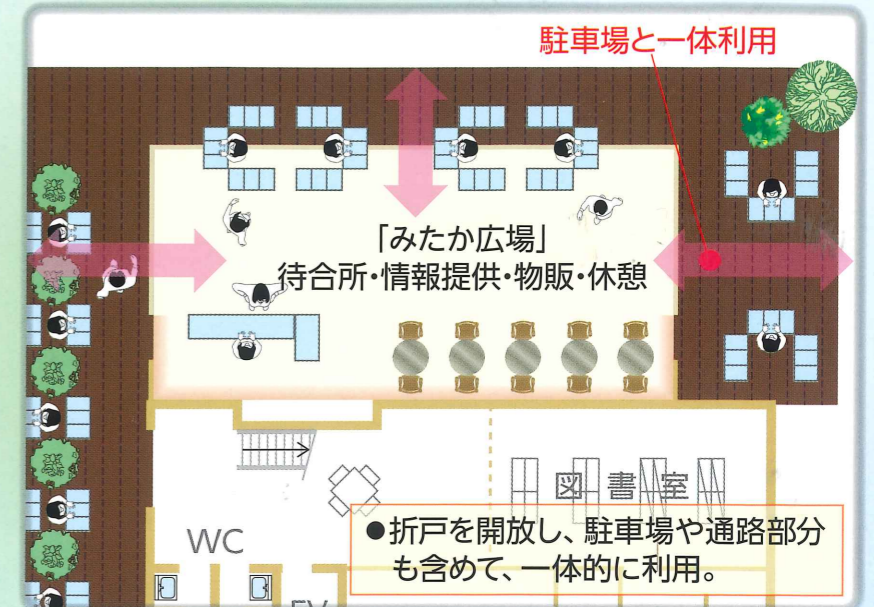 駐車場と一体利用
「みたか広場」
待合所・情報提供・物販・休憩
図書室
WC
●折戸を開放し、駐車場や通路部分
も含めて、一体的に利用。
EV